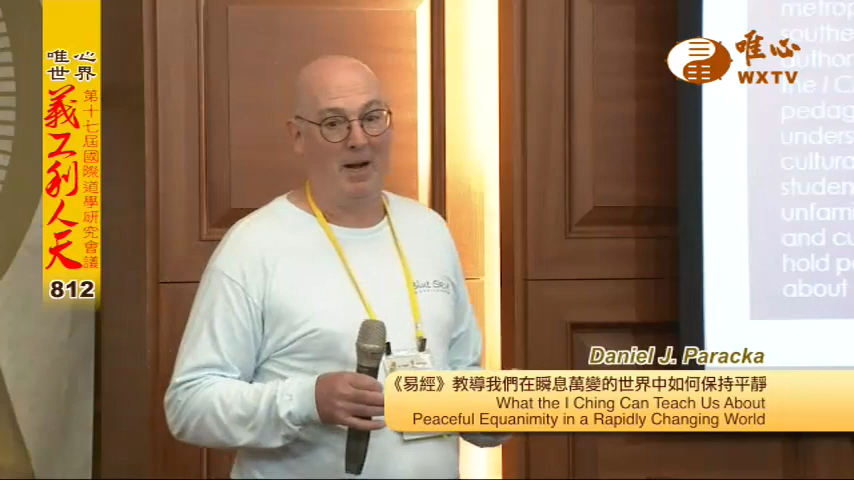 唯心
世界
義工利人天
第十七屆國際道學研究會議
812
唯心
WXTV
metrop
southe
author
the I C
pedag
unders
cultura
studen
unfami
and cu
hold pe
about
Daniel J. Paracka
《易經》教導我們在瞬息萬變的世界中如何保持平靜
What the I Ching Can Teach Us About
Peaceful Equanimity in a Rapidly Changing World